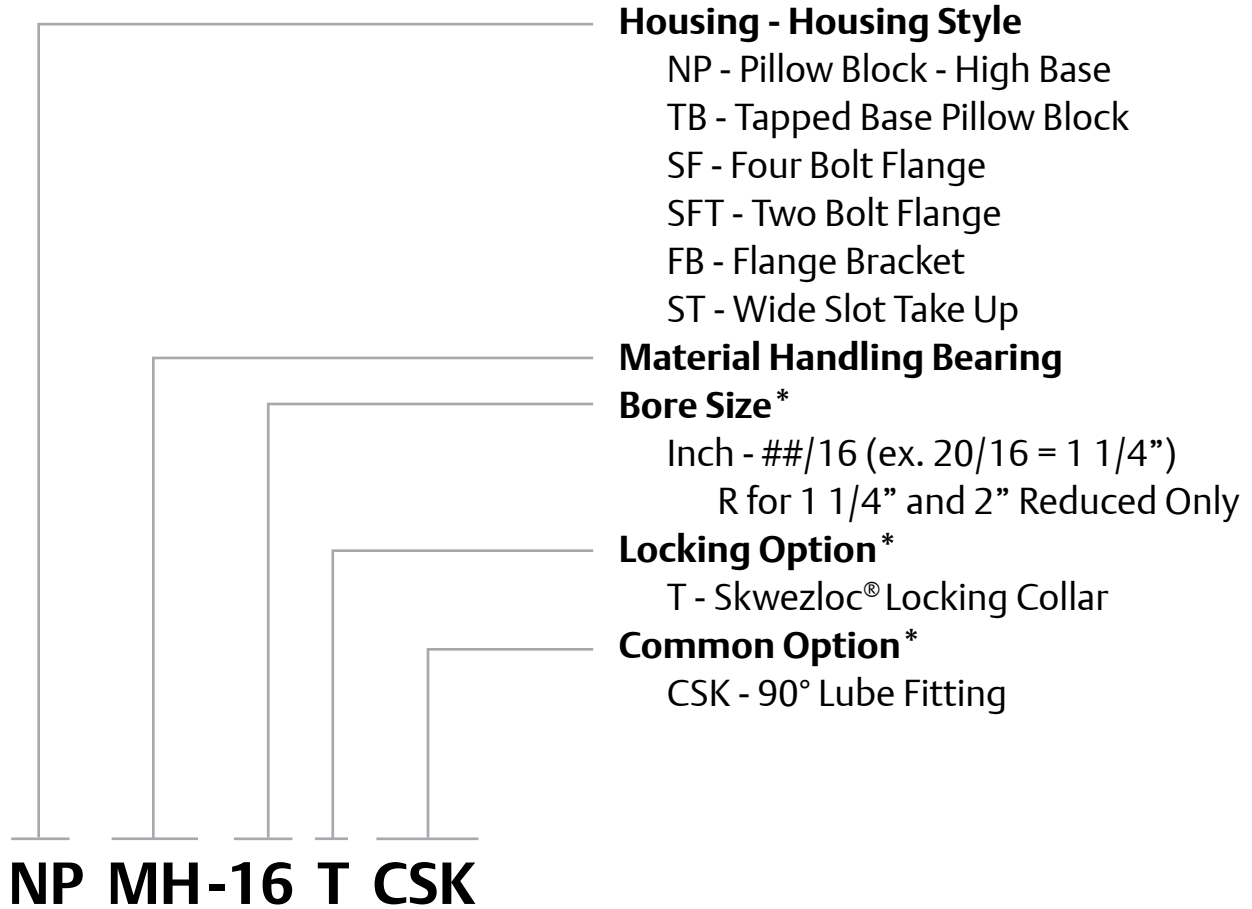 Housing - Housing Style
NP - Pillow Block - High Base
TB - Tapped Base Pillow Block
SF - Four Bolt Flange
SFT - Two Bolt Flange
FB - Flange Bracket
ST - Wide Slot Take Up
Material Handling Bearing
Bore Size*
Inch - ##/16 (ex. 20/16 = 1 1/4”)
R for 1 1/4” and 2” Reduced Only
Locking Option*
T - Skwezloc® Locking Collar
Common Option*
CSK - 90° Lube Fitting
NP MH-16 T CSK